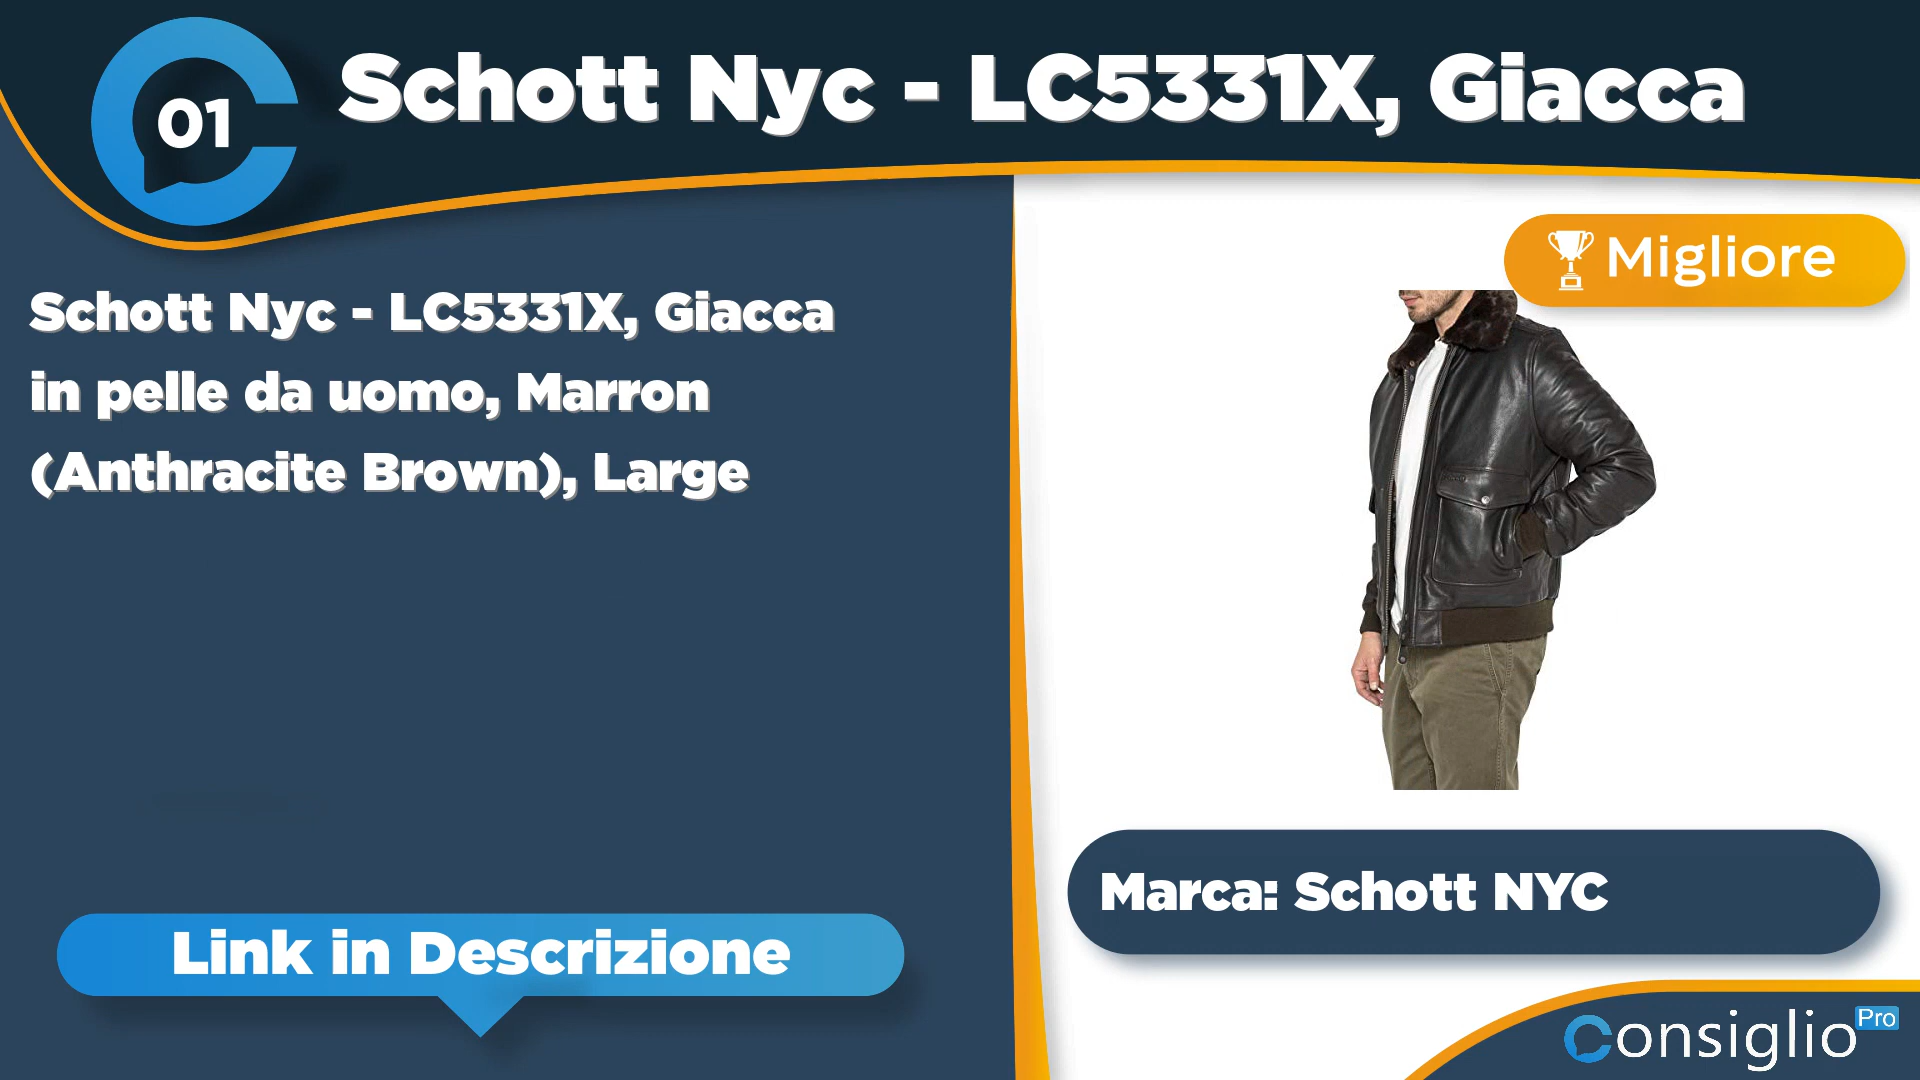 01
Schott Nyc - LC5331X, Giacca
Migliore
Schott Nyc - LC5331X, Giacca
in pelle da uomo, Marron
(Anthracite Brown), Large
Marca: Schott NYC
Link in Descrizione
Consiglio Pro